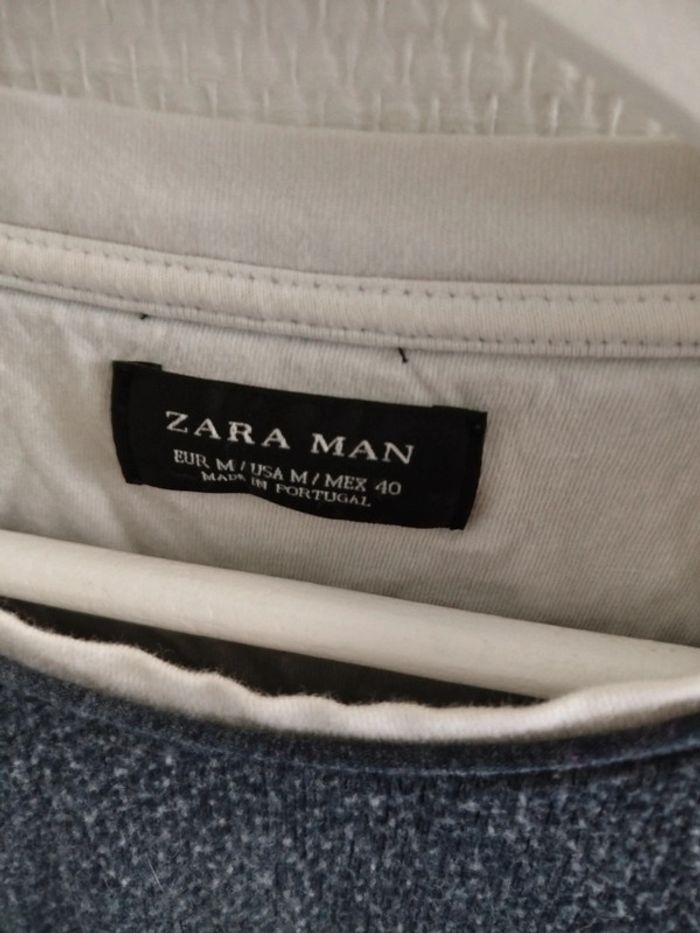 ZARA MAN
EUR M / USA M / MEX 40
MADE IN PORTUGAL